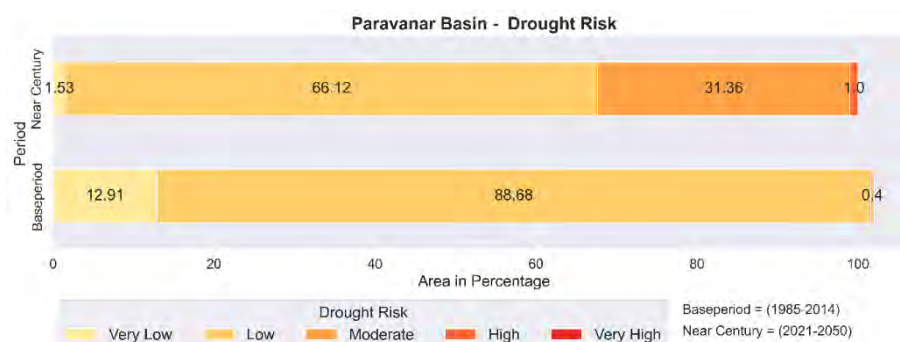 Paravanar Basin - Drought Risk
Near Century
1.53 66.12 31.36 1.0
Period
Baseperiod
12.91 88.68 0.4
0 20 40 60 80 100
Area in Percentage
Drought Risk
Very Low Low Moderate High Very High
Baseperiod = (1985-2014)
Near Century = (2021-2050)